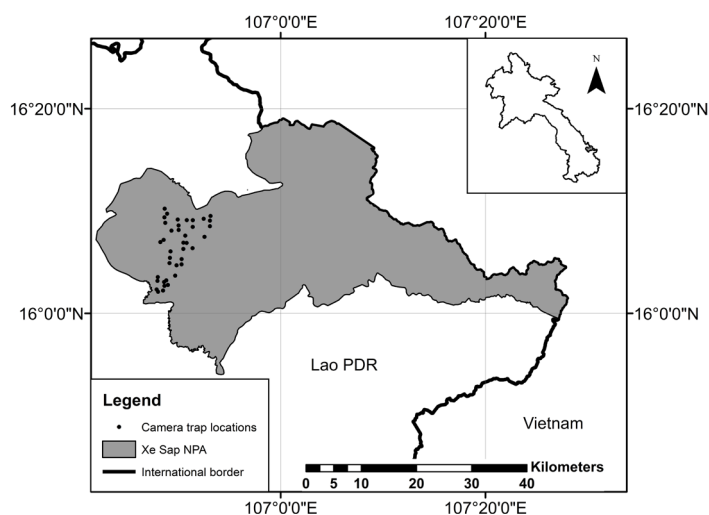 107°0'0"E
107°20'0"E
N
16°20'0"N
16°20'0"N
16°0'0"N
16°0'0"N
Lao PDR
Vietnam
Legend
Camera trap locations
Xe Sap NPA
International border
Kilometers
0 5 10 20 30 40
107°0'0"E
107°20'0"E